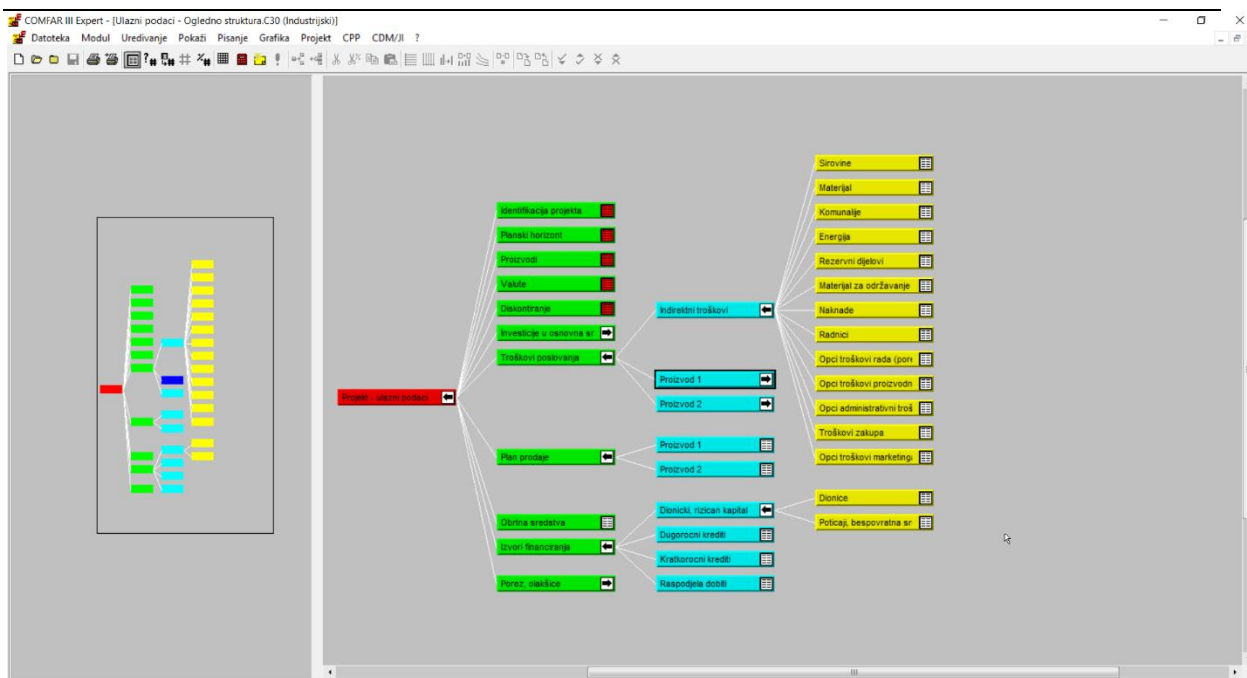 COMFAR III Expert - [Ulazni podaci - Ogledno struktura.C30 (Industrijski)]
Datoteka Modul Uređivanje Pokaži Pisanje Grafika Projekt CPP CDM/JI ?
Sirovine
Materijal
Komunalije
Energija
Rezervni dijelovi
Materijal za održavanje
Naknade
Radnici
Opci troškovi rada (pore
Opci troškovi proizvodn
Opci administrativni troš
Troškovi zakupa
Opci troškovi marketinga
Identifikacija projekta
Planski horizont
Proizvodi
Valute
Diskontiranje
Investicije u osnovna sr
Troškovi poslovanja
Indirektni troškovi
Proizvod 1
Proizvod 2
Projekt - ulazni podaci
Plan prodaje
Proizvod 1
Proizvod 2
Obrtna sredstva
Izvori financiranja
Porez, olakšice
Dionicki, rizican kapital
Dugorocni krediti
Kratkorocni krediti
Raspodjela dobiti
Dionice
Poticaji, bespovratna sr